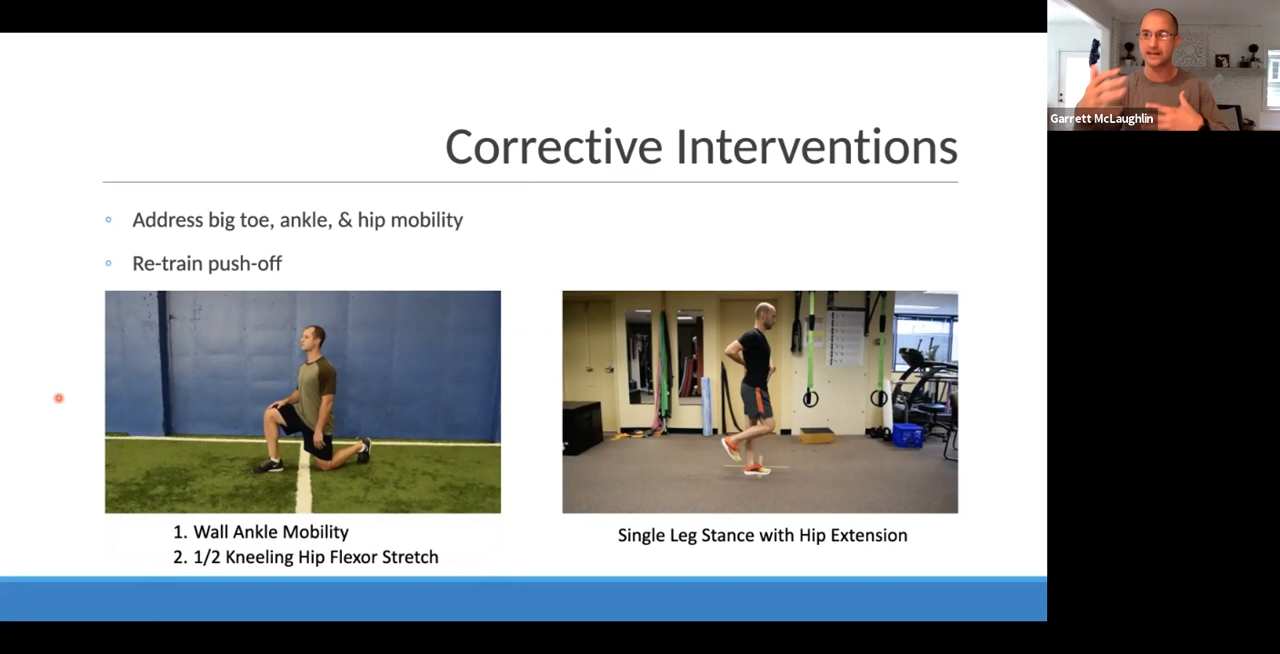 Garrett McLaughlin
Corrective Interventions
Address big toe, ankle, & hip mobility
Re-train push-off
1. Wall Ankle Mobility
2. 1/2 Kneeling Hip Flexor Stretch
Single Leg Stance with Hip Extension